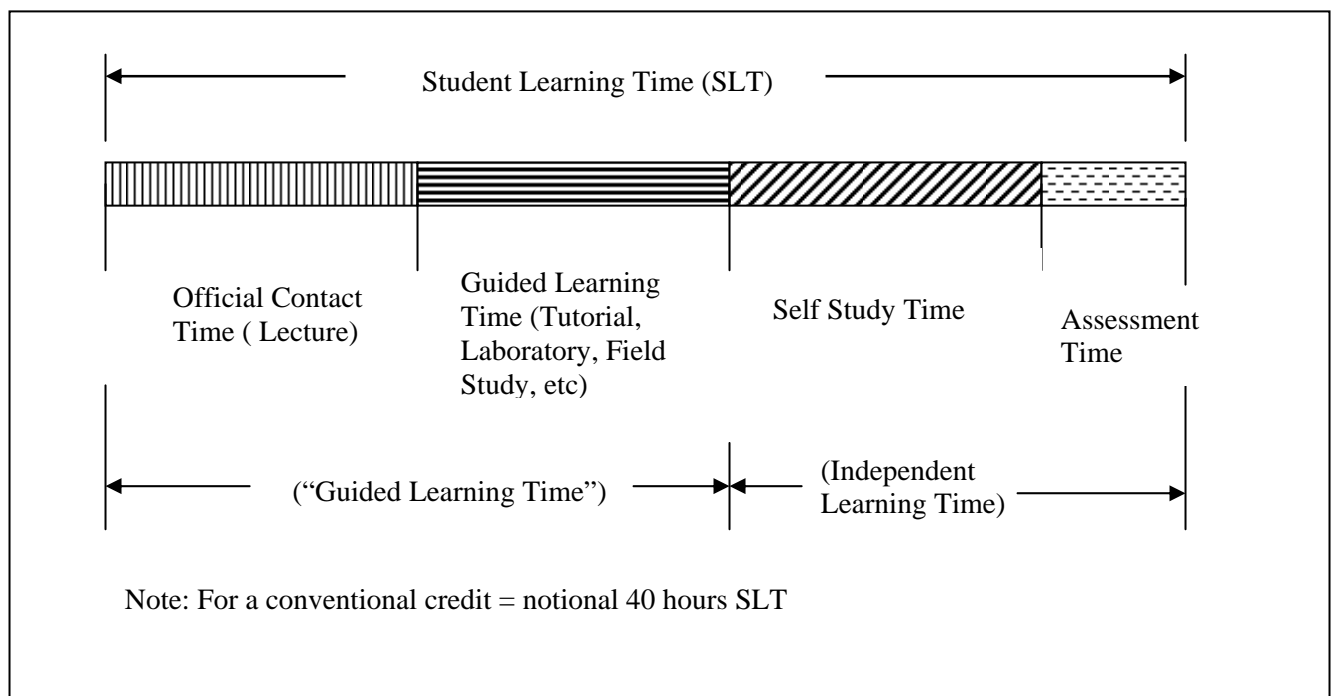 Student Learning Time (SLT)
Official Contact
Time ( Lecture)
Guided Learning
Time (Tutorial,
Laboratory, Field
Study, etc)
Self Study Time
Assessment
Time
(“Guided Learning Time”)
(Independent
Learning Time)
Note: For a conventional credit = notional 40 hours SLT